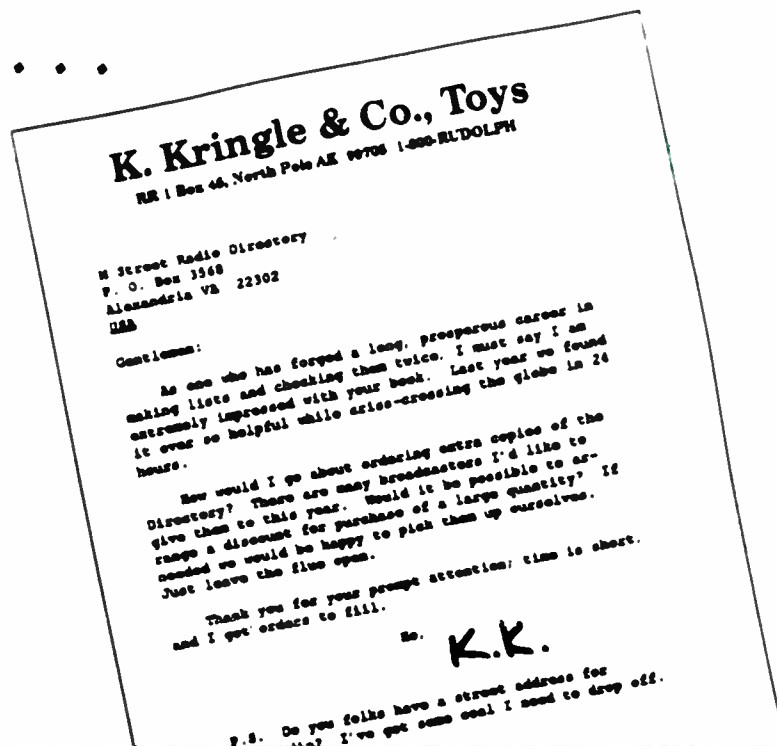 • • •
K. Kringle & Co., Toys
RR 1 Box 46, North Pole AK 99705 1-800-RUDOLPH
M Street Radio Directory
P. O. Box 3568
Alexandria VA 22302
USA
Gentlemen:
As one who has forged a long, prosperous career in
making lists and checking them twice, I must say I am
extremely impressed with your book. Last year we found
it ever so helpful while criss-crossing the globe in 24
hours.
How would I go about ordering extra copies of the
Directory? There are many broadcasters I'd like to
give them to this year. Would it be possible to ar-
range a discount for purchase of a large quantity? If
needed we would be happy to pick them up ourselves.
Just leave the flue open.
Thank you for your prompt attention; time is short,
and I got orders to fill.
Ho,
K.K.
P.S. Do you folks have a street address for
I've got some coal I need to drop off.